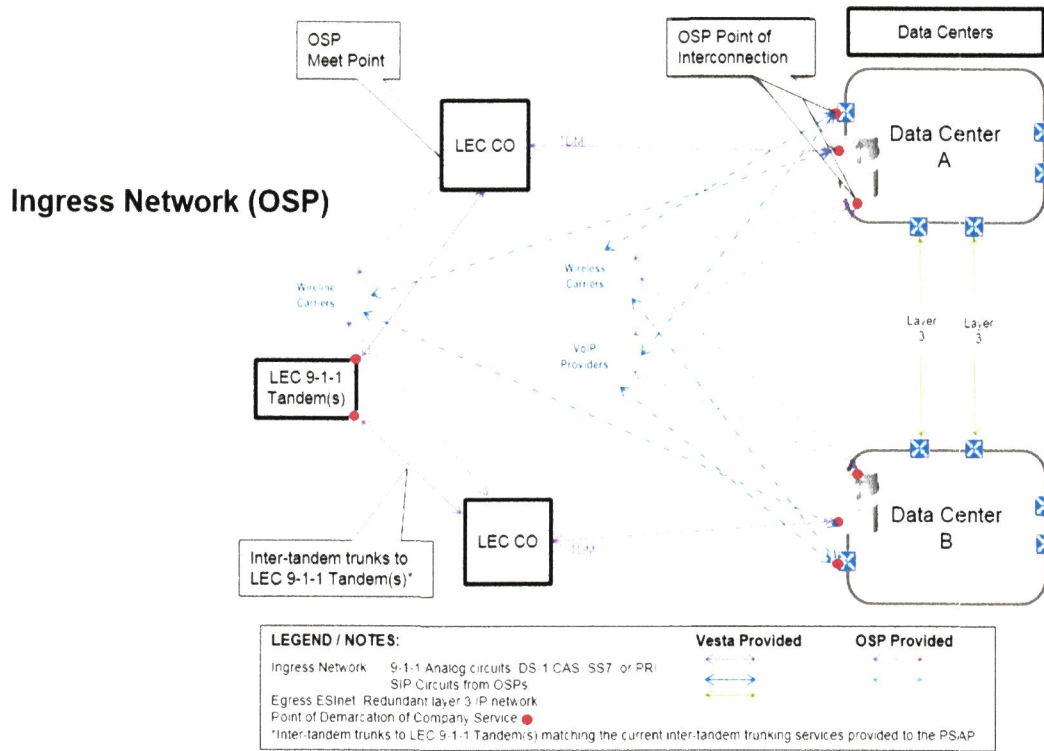 OSP
Meet Point
OSP Point of
Interconnection
Data Centers
LEC CO
TDM
Data Center
A
Ingress Network (OSP)
Wireline
Carriers
Wireless
Carriers
Layer
3
Layer
3
VoIP
Providers
LEC 9-1-1
Tandem(s)
LEC CO
TDM
Data Center
B
Inter-tandem trunks to
LEC 9-1-1 Tandem(s)*
LEGEND / NOTES:
Vesta Provided
OSP Provided
Ingress Network 9-1-1 Analog circuits, DS-1 CAS, SS7, or PRI
SIP Circuits from OSPs
Egress ESInet Redundant layer 3 IP network
Point of Demarcation of Company Service
*Inter-tandem trunks to LEC 9-1-1 Tandem(s) matching the current inter-tandem trunking services provided to the PSAP